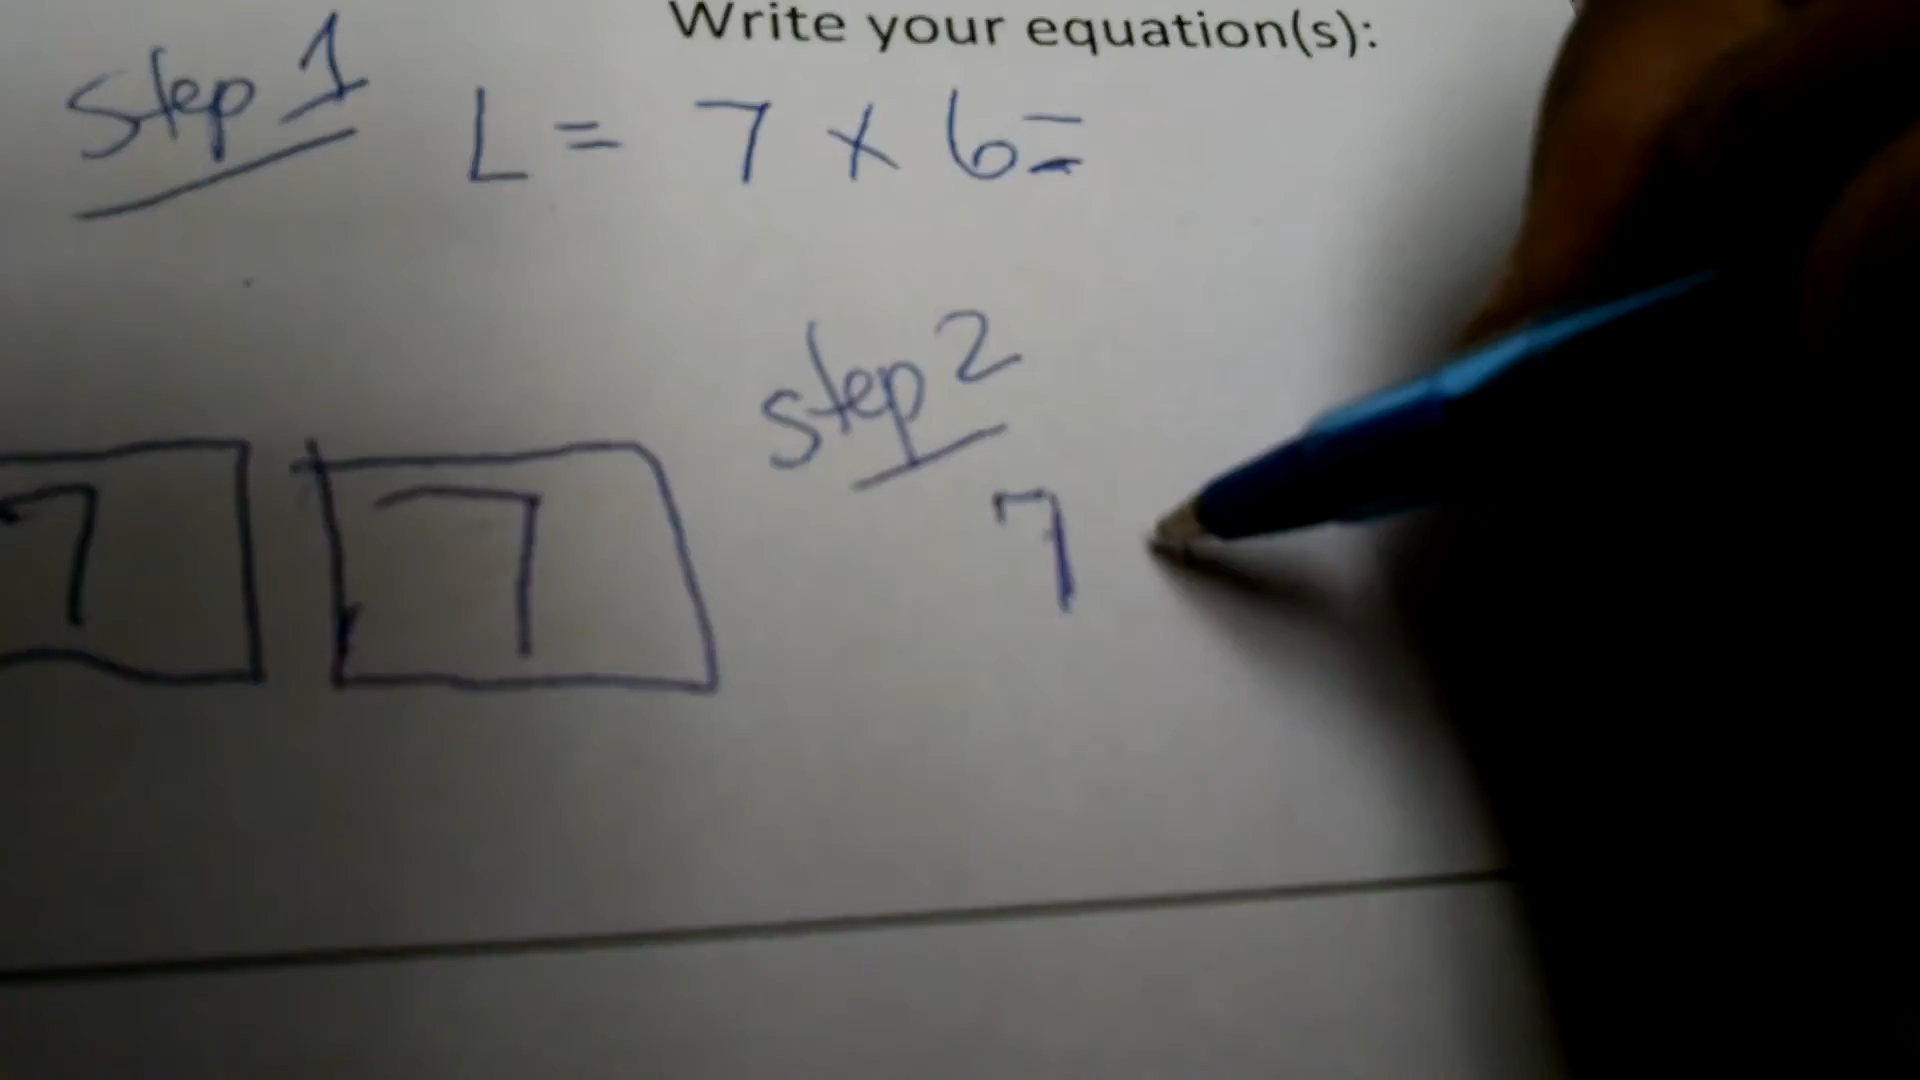 Write your equation(s):
Step 1
L = 7 x 6 =
Step 2
7
7
7